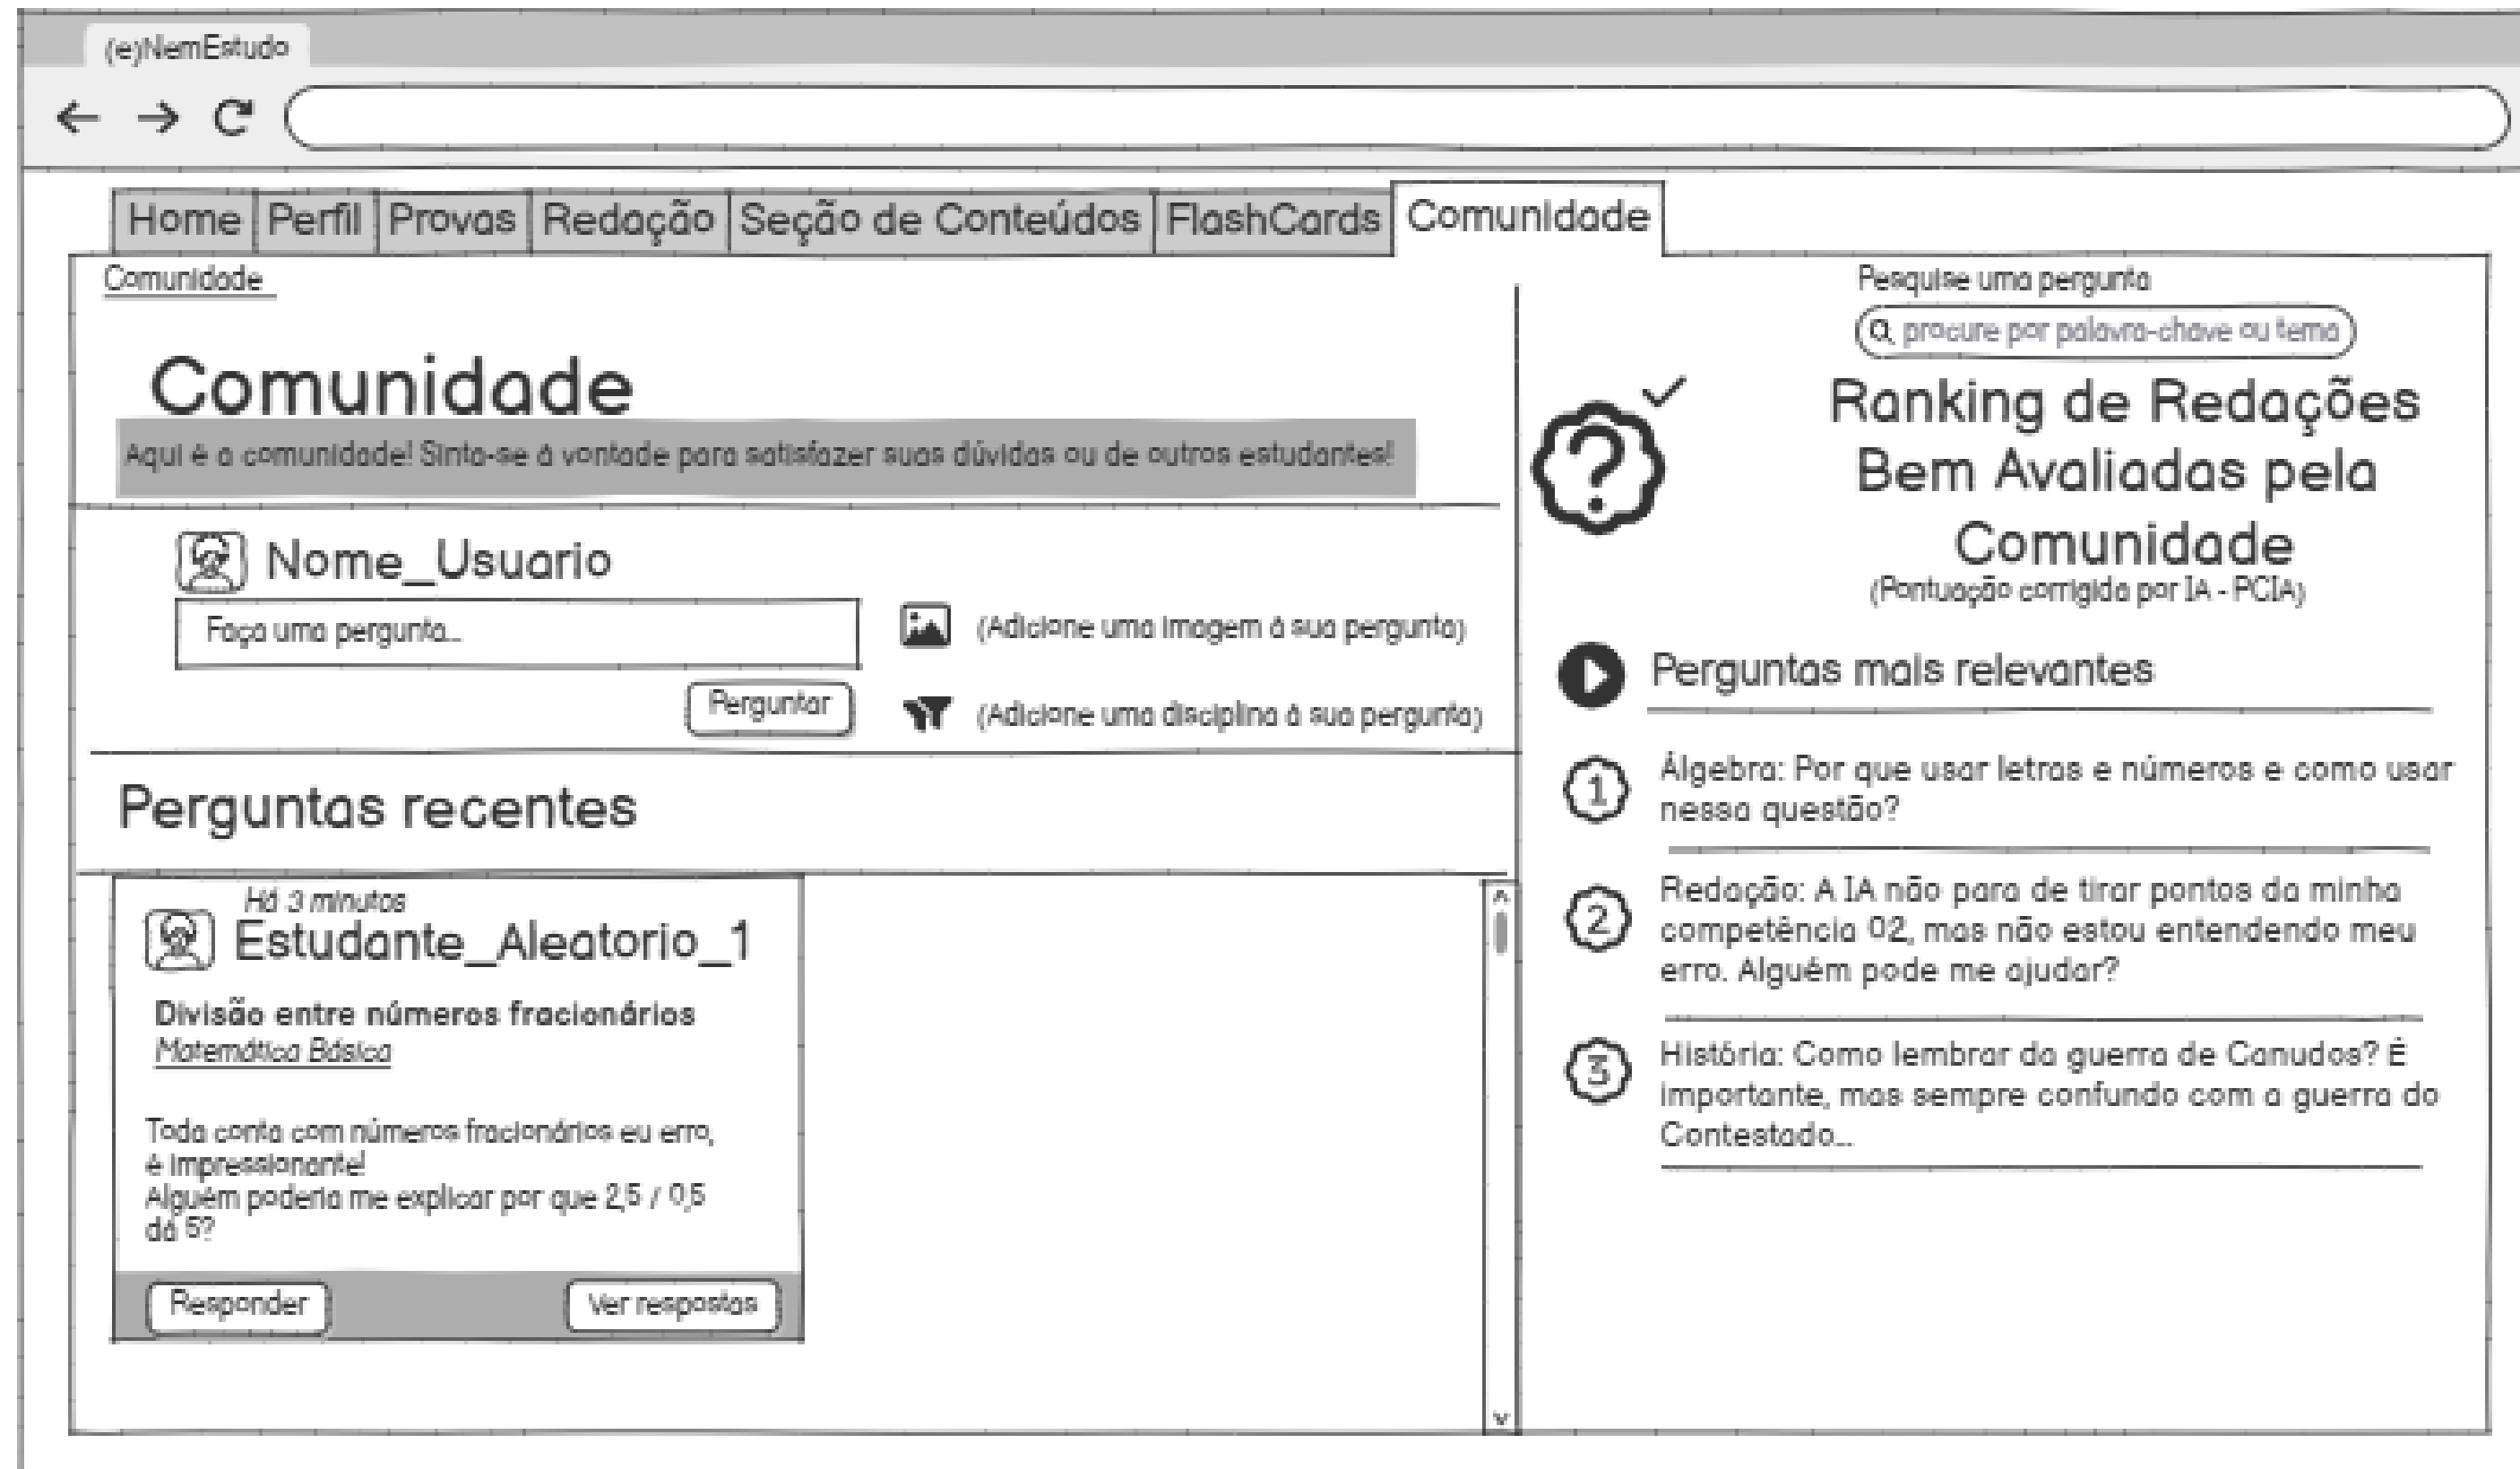 (e)NemEstudo
Home Perfil Provas Redação Seção de Conteúdos FlashCards Comunidade
Comunidade
Comunidade
Aqui é a comunidade! Sinta-se à vontade para satisfazer suas dúvidas ou de outros estudantes!
Nome_Usuario
Faça uma pergunta...
(Adicione uma imagem à sua pergunta)
Perguntar
(Adicione uma disciplina à sua pergunta)
Perguntas recentes
Há 3 minutos
Estudante_Aleatorio_1
Divisão entre números fracionários
Matemática Básica
Toda conta com números fracionários eu erro,
é impressionante!
Alguém poderia me explicar por que 2,5 / 0,5
dá 5?
Responder
Ver respostas
Pesquise uma pergunta
procure por palavra-chave ou tema
?
Ranking de Redações
Bem Avaliadas pela
Comunidade
(Pontuação corrigida por IA - PCIA)
Perguntas mais relevantes
1
Álgebra: Por que usar letras e números e como usar
nessa questão?
2
Redação: A IA não para de tirar pontos da minha
competência 02, mas não estou entendendo meu
erro. Alguém pode me ajudar?
3
História: Como lembrar da guerra de Canudos? É
importante, mas sempre confundo com a guerra do
Contestado...